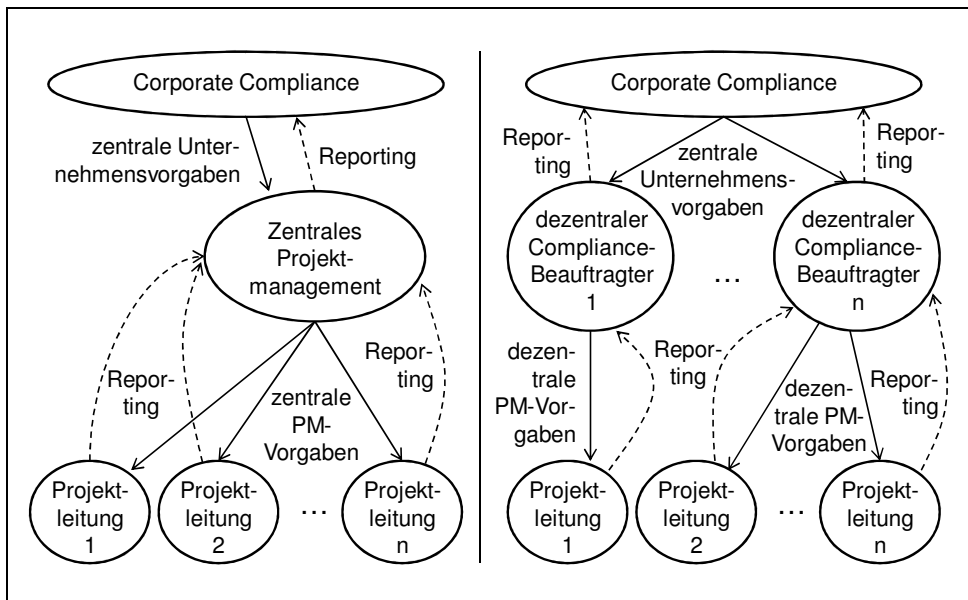 Corporate Compliance
zentrale Unter-
nehmensvorgaben
Reporting
Zentrales
Projekt-
management
Repor-
ting
zentrale
PM-
Vorgaben
Repor-
ting
Projekt-
leitung
1
Projekt-
leitung
2
...
Projekt-
leitung
n
Corporate Compliance
Repor-
ting
zentrale
Unternehmens-
vorgaben
Repor-
ting
dezentraler
Compliance-
Beauftragter
1
...
dezentraler
Compliance-
Beauftragter
n
dezen-
trale
PM-Vor-
gaben
Repor-
ting
dezen-
trale PM-
Vorgaben
Repor-
ting
Projekt-
leitung
1
Projekt-
leitung
2
...
Projekt-
leitung
n